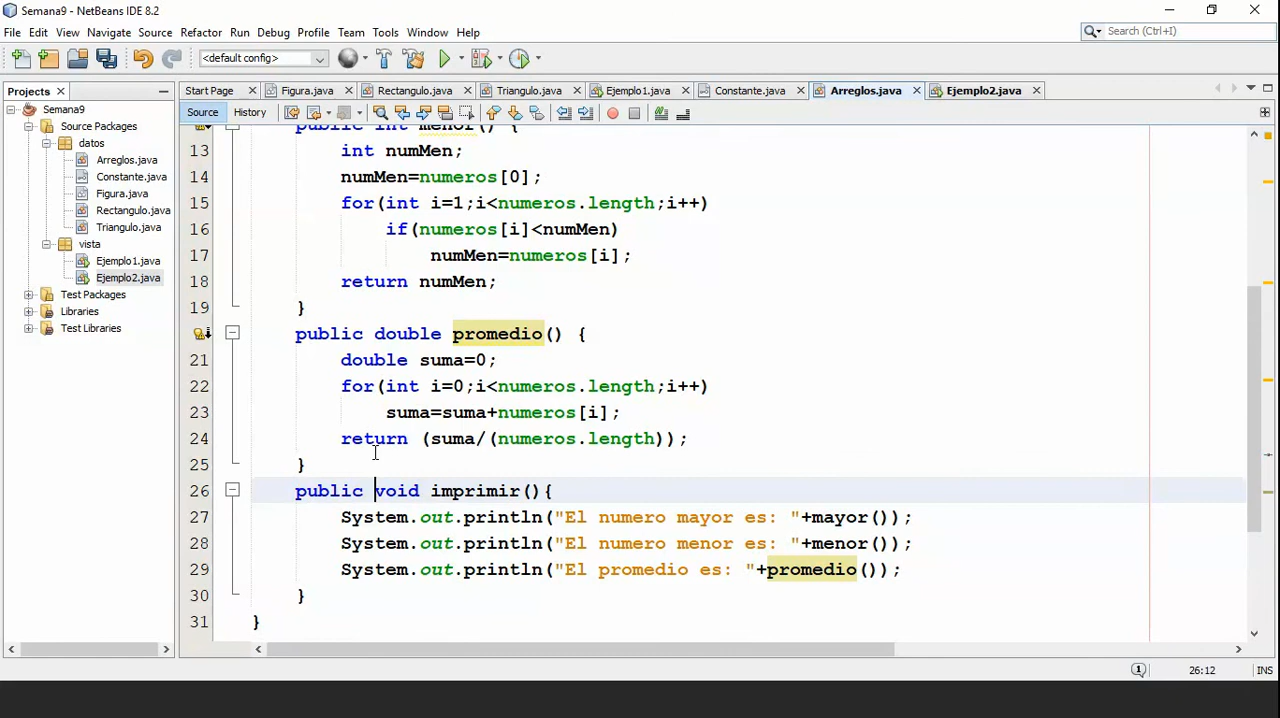 Semana9 - NetBeans IDE 8.2
File Edit View Navigate Source Refactor Run Debug Profile Team Tools Window Help
Search (Ctrl+I)
<default config>
Projects
Start Page Figura.java Rectangulo.java Triangulo.java Ejemplo1.java Constante.java Arreglos.java Ejemplo2.java
Source History
Semana9
Source Packages
datos
Arreglos.java
Constante.java
Figura.java
Rectangulo.java
Triangulo.java
vista
Ejemplo1.java
Ejemplo2.java
Test Packages
Libraries
Test Libraries
public int menor() {
13 int numMen;
14 numMen=numeros[0];
15 for(int i=1;i<numeros.length;i++)
16 if(numeros[i]<numMen)
17 numMen=numeros[i];
18 return numMen;
19 }
public double promedio() {
21 double suma=0;
22 for(int i=0;i<numeros.length;i++)
23 suma=suma+numeros[i];
24 return (suma/(numeros.length));
25 }
26 public void imprimir(){
27 System.out.println("El numero mayor es: "+mayor());
28 System.out.println("El numero menor es: "+menor());
29 System.out.println("El promedio es: "+promedio());
30 }
31 }
1 26:12 INS